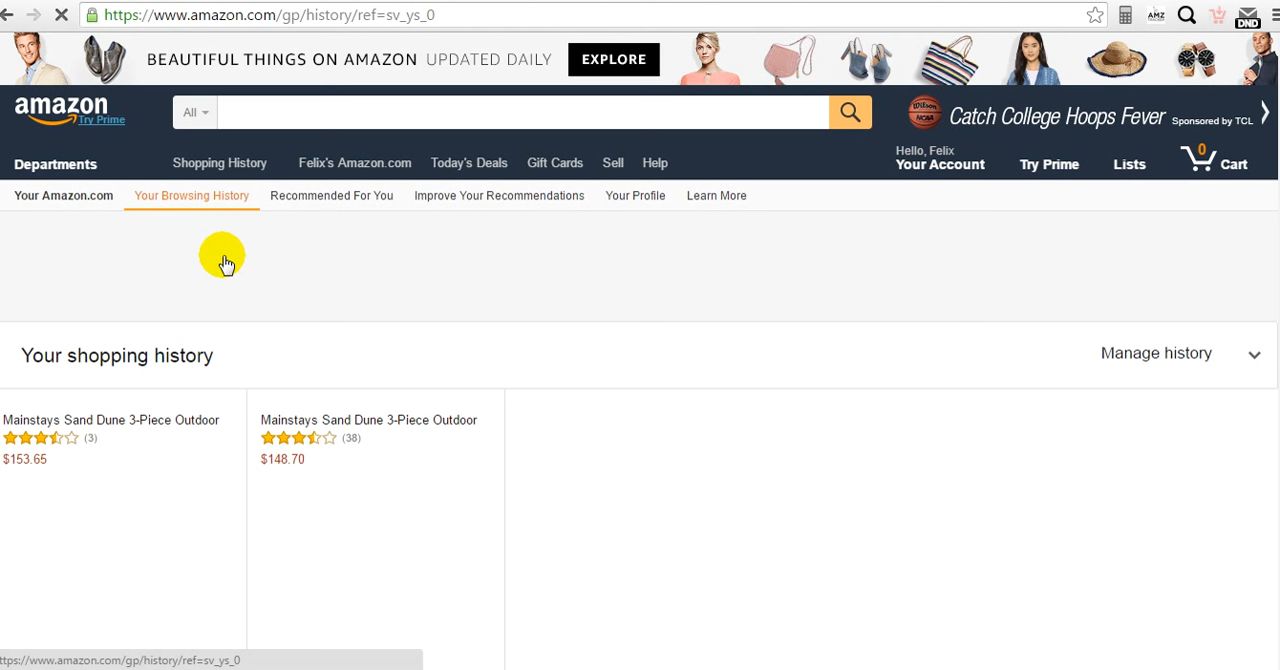 https://www.amazon.com/gp/history/ref=sv_ys_0
DND
BEAUTIFUL THINGS ON AMAZON UPDATED DAILY EXPLORE
amazon
Try Prime
All
Catch College Hoops Fever Sponsored by TCL
Departments
Shopping History Felix's Amazon.com Today's Deals Gift Cards Sell Help
Hello, Felix
Your Account Try Prime Lists 0 Cart
Your Amazon.com Your Browsing History Recommended For You Improve Your Recommendations Your Profile Learn More
Your shopping history
Manage history
Mainstays Sand Dune 3-Piece Outdoor
(3)
$153.65
Mainstays Sand Dune 3-Piece Outdoor
(38)
$148.70
ttps://www.amazon.com/gp/history/ref=sv_ys_0